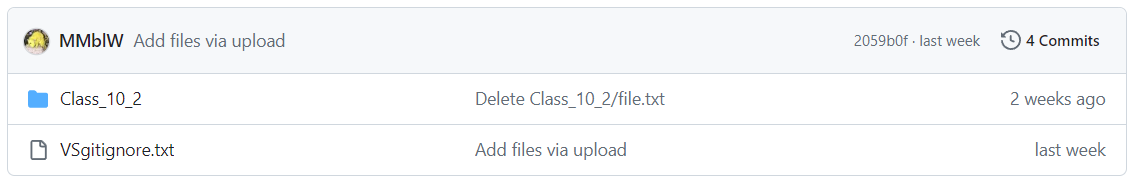 MMblW Add files via upload 2059b0f · last week 4 Commits
Class_10_2 Delete Class_10_2/file.txt 2 weeks ago
VSgitignore.txt Add files via upload last week